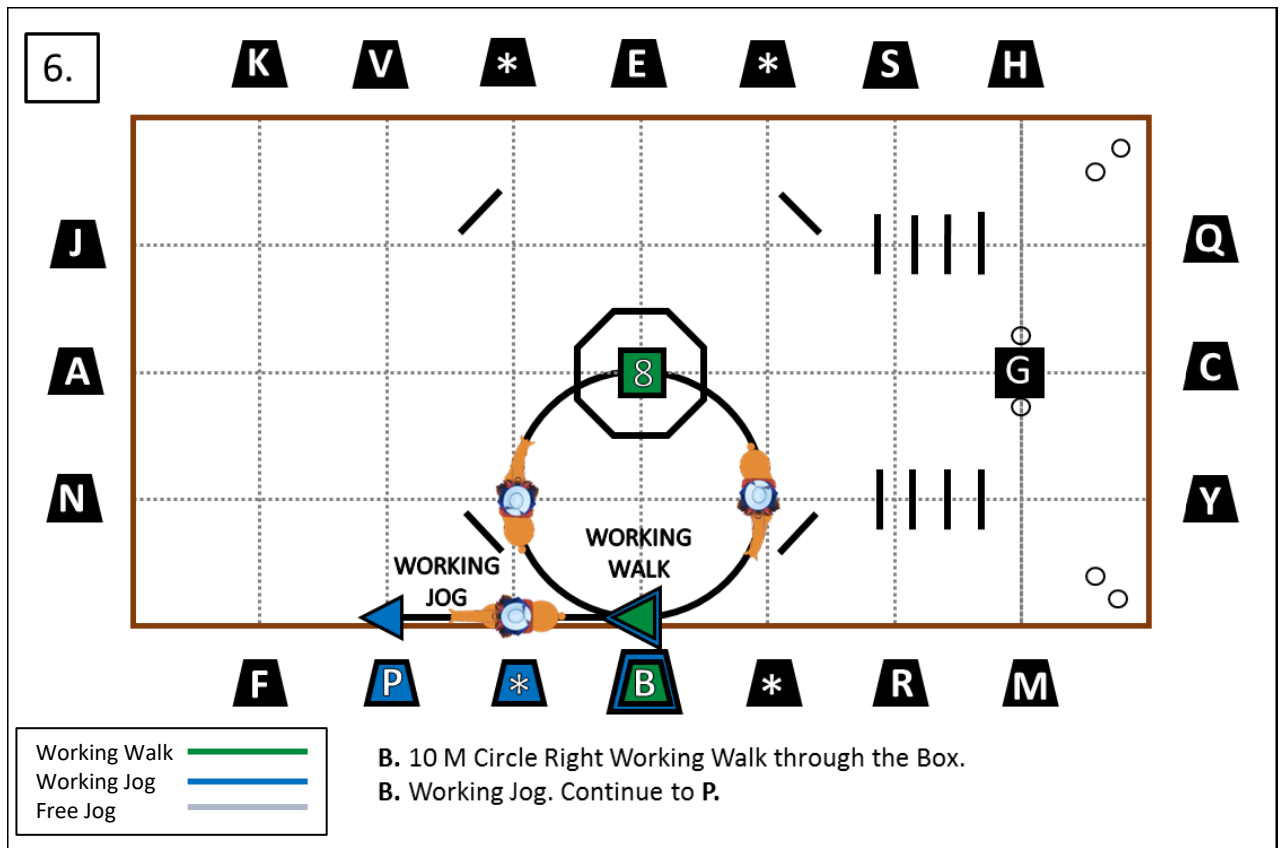 6.
K V * E * S H
J Q
8
A G C
N Y
WORKING
WALK
WORKING
JOG
F P * B * R M
Working Walk
Working Jog
Free Jog
B. 10 M Circle Right Working Walk through the Box.
B. Working Jog. Continue to P.